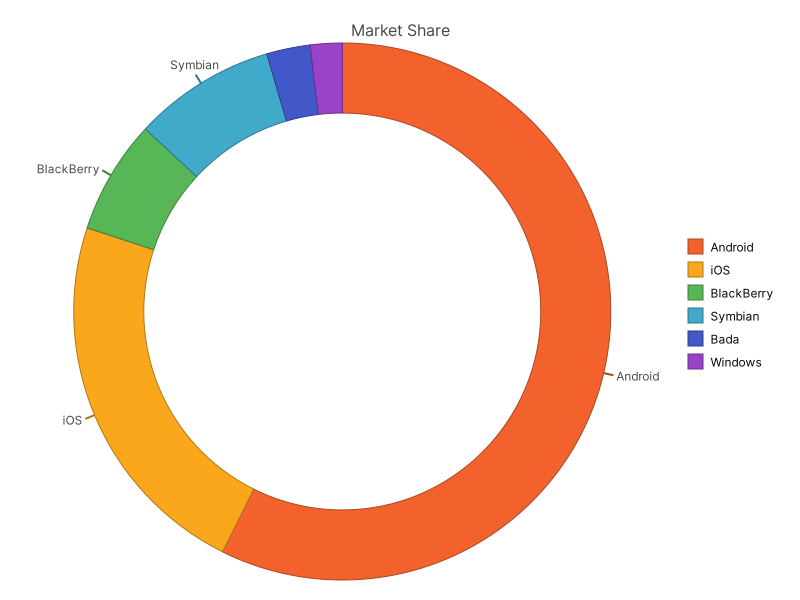 Market Share
Symbian
BlackBerry
iOS
Android
Android
iOS
BlackBerry
Symbian
Bada
Windows